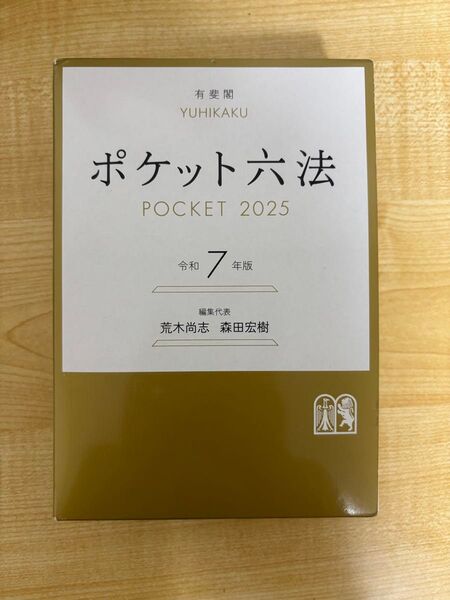 有斐閣
YUHIKAKU
ポケット六法
POCKET 2025
令和7年版
編集代表
荒木尚志 森田宏樹